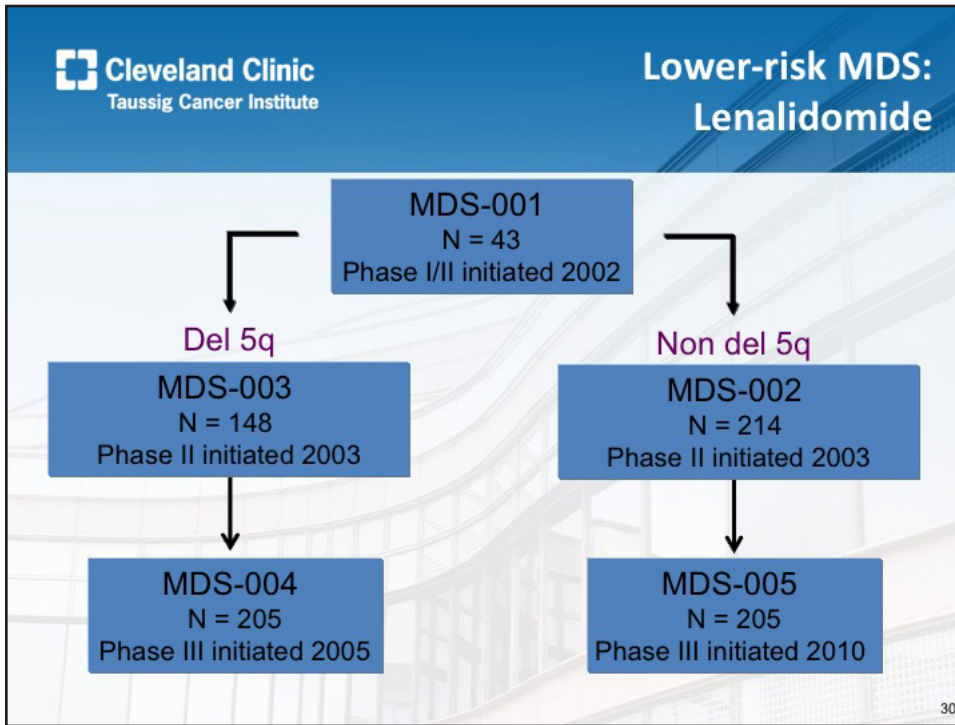 Cleveland Clinic
Taussig Cancer Institute
Lower-risk MDS:
Lenalidomide
MDS-001
N = 43
Phase I/II initiated 2002
Del 5q
Non del 5q
MDS-003
N = 148
Phase II initiated 2003
MDS-002
N = 214
Phase II initiated 2003
MDS-004
N = 205
Phase III initiated 2005
MDS-005
N = 205
Phase III initiated 2010
30